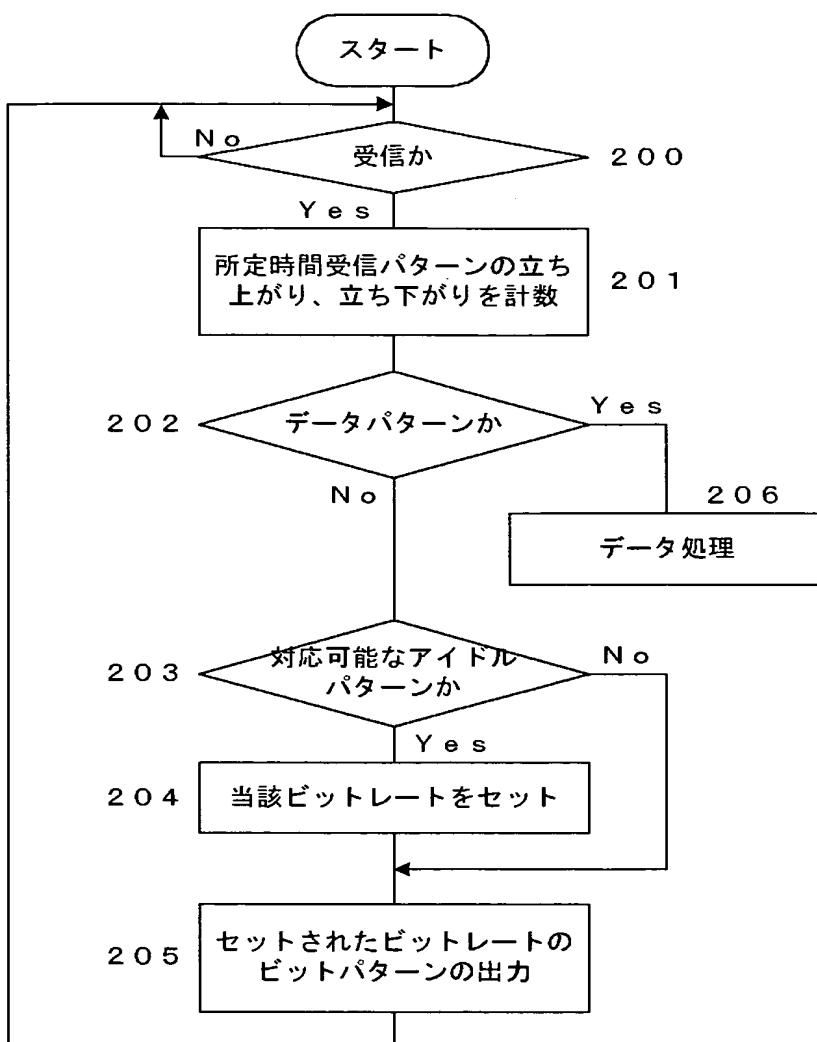 スタート
No
受信か
200
Yes
所定時間受信パターンの立ち
上がり、立ち下がりを計数
201
202
データパターンか
Yes
No
206
データ処理
203
対応可能なアイドル
パターンか
No
Yes
204
当該ビットレートをセット
205
セットされたビットレートの
ビットパターンの出力